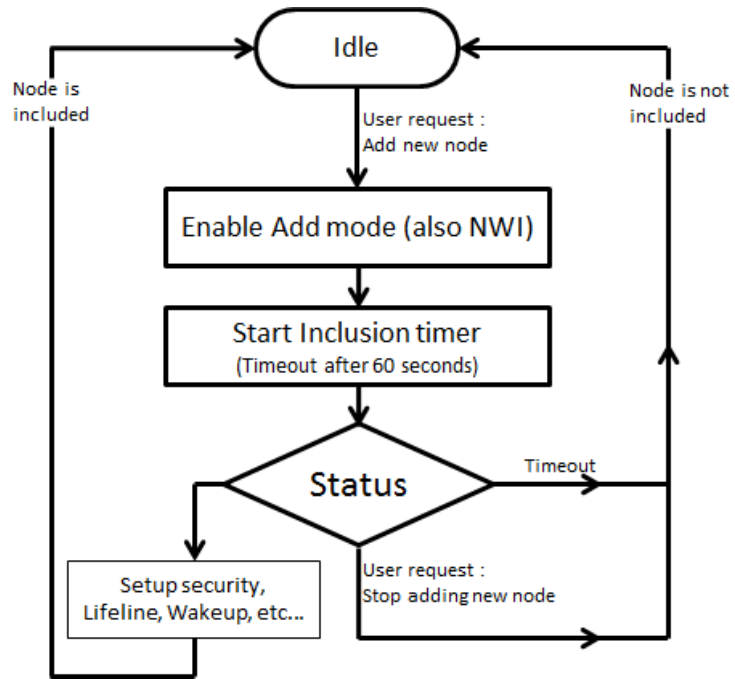 Idle
Node is
included
Node is not
included
User request :
Add new node
Enable Add mode (also NWI)
Start Inclusion timer
(Timeout after 60 seconds)
Status
Timeout
Setup security,
Lifeline, Wakeup, etc...
User request :
Stop adding new node